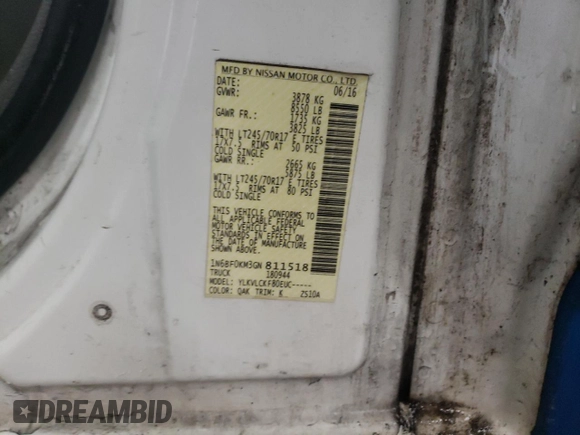 MFD BY NISSAN MOTOR CO., LTD.
DATE: 06/16
GVWR: 3878 KG
8550 LB
GAWR FR.: 1735 KG
3825 LB
WITH LT245/70R17 E TIRES
17X7.5 RIMS AT 50 PSI
COLD SINGLE
GAWR RR.: 2665 KG
5875 LB
WITH LT245/70R17 E TIRES
17X7.5 RIMS AT 80 PSI
COLD SINGLE
THIS VEHICLE CONFORMS TO
ALL APPLICABLE FEDERAL
MOTOR VEHICLE SAFETY
STANDARDS IN EFFECT ON
THE DATE OF MANUFACTURE
SHOWN ABOVE.
1N6BF0KM3GN 811518
TRUCK 180944
MODEL: YLKVLCKF80EUC-----
COLOR: QAK TRIM: K ZS10A
DREAMBID